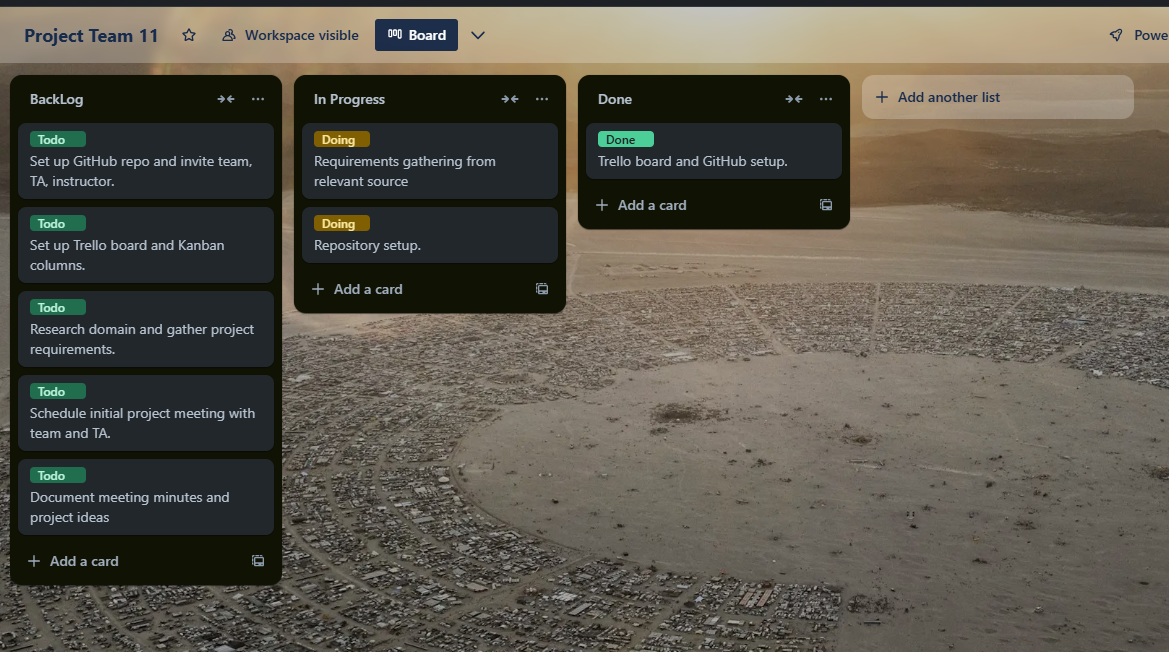 Project Team 11
Workspace visible
Board
Powe
BackLog
Todo
Set up GitHub repo and invite team,
TA, instructor.
Todo
Set up Trello board and Kanban
columns.
Todo
Research domain and gather project
requirements.
Todo
Schedule initial project meeting with
team and TA.
Todo
Document meeting minutes and
project ideas
Add a card
In Progress
Doing
Requirements gathering from
relevant source
Doing
Repository setup.
Add a card
Done
Done
Trello board and GitHub setup.
Add a card
Add another list